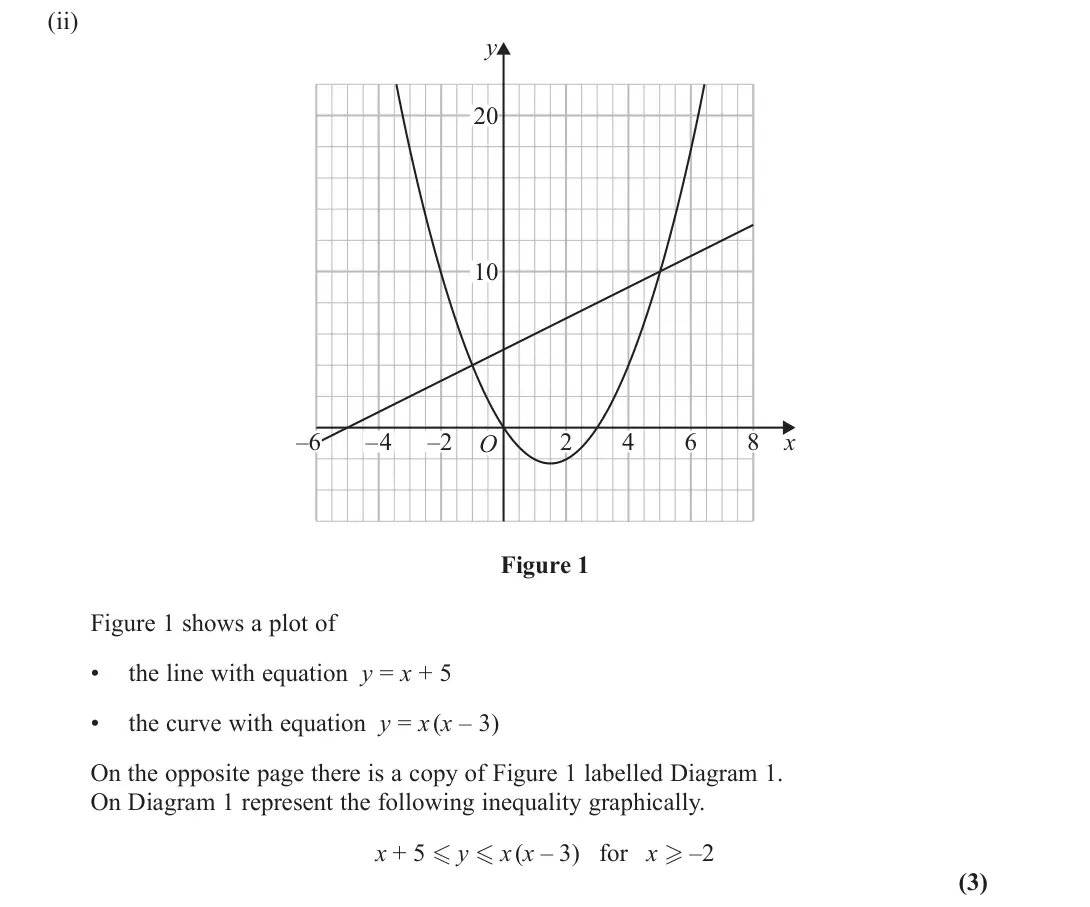 (ii)
y
20
10
–6 –4 –2 O 2 4 6 8 x
Figure 1
Figure 1 shows a plot of
• the line with equation y = x + 5
• the curve with equation y = x(x – 3)
On the opposite page there is a copy of Figure 1 labelled Diagram 1.
On Diagram 1 represent the following inequality graphically.
x + 5 ⩽ y ⩽ x(x – 3) for x ⩾ –2
(3)